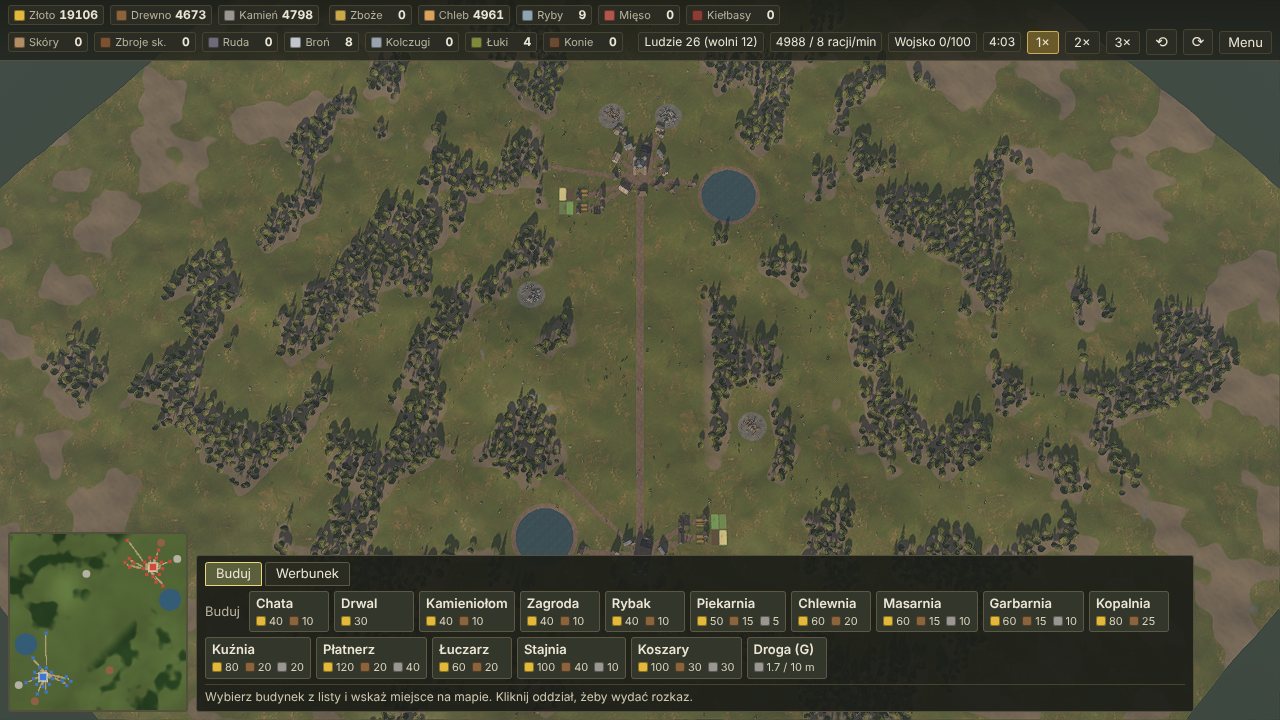 Złoto 19106 Drewno 4673 Kamień 4798 Zboże 0 Chleb 4961 Ryby 9 Mięso 0 Kiełbasy 0
Skóry 0 Zbroje sk. 0 Ruda 0 Broń 8 Kolczugi 0 Łuki 4 Konie 0 Ludzie 26 (wolni 12) 4988 / 8 racji/min Wojsko 0/100 4:03 1× 2× 3× ⟲ ⟳ Menu
Buduj Werbunek
Buduj
Chata 40 10
Drwal 30
Kamieniołom 40 10
Zagroda 40 10
Rybak 40 10
Piekarnia 50 15 5
Chlewnia 60 20
Masarnia 60 15 10
Garbarnia 60 15 10
Kopalnia 80 25
Kuźnia 80 20 20
Płatnerz 120 20 40
Łuczarz 60 20
Stajnia 100 40 10
Koszary 100 30 30
Droga (G) 1.7 / 10 m
Wybierz budynek z listy i wskaż miejsce na mapie. Kliknij oddział, żeby wydać rozkaz.